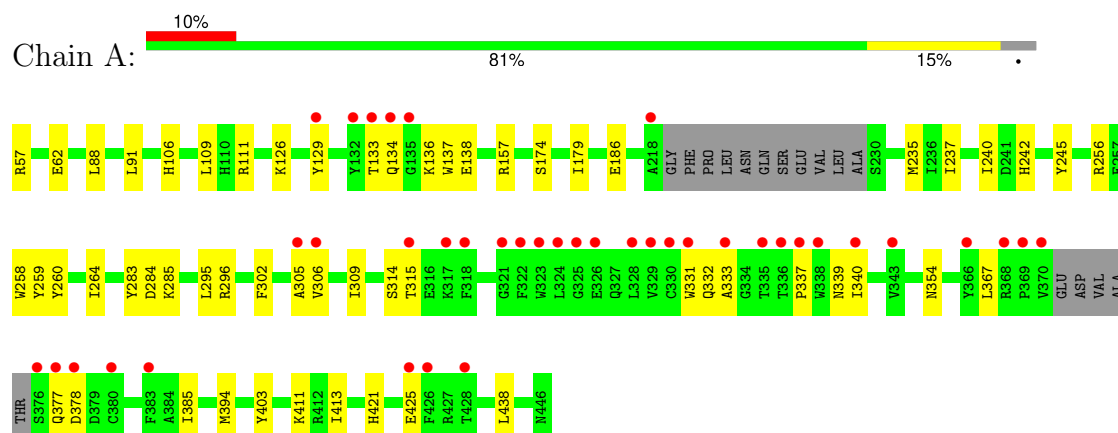 10%
Chain A:
81% 15% •
R57 E62 L88 L91 H106 L109 H110 R111 K126 Y129 Y132 T133 Q134 G135 K136 W137 E138 R157 S174 I179 E186 A218 GLY PHE PRO LEU ASN GLN SER GLU VAL LEU ALA S230 M235 I236 I237 I240 D241 H242 Y245 R256 F257
W258 Y259 Y260 I264 Y283 D284 K285 L295 R296 F302 A305 V306 I309 S314 T315 E316 K317 F318 G321 F322 W323 L324 G325 E326 Q327 L328 V329 C330 W331 Q332 A333 G334 T335 T336 P337 W338 N339 I340 V343 N354 Y366 L367 R368 P369 V370 GLU ASP VAL ALA
THR S376 Q377 D378 D379 C380 F383 A384 I385 M394 Y403 K411 R412 I413 H421 E425 F426 R427 T428 L438 N446